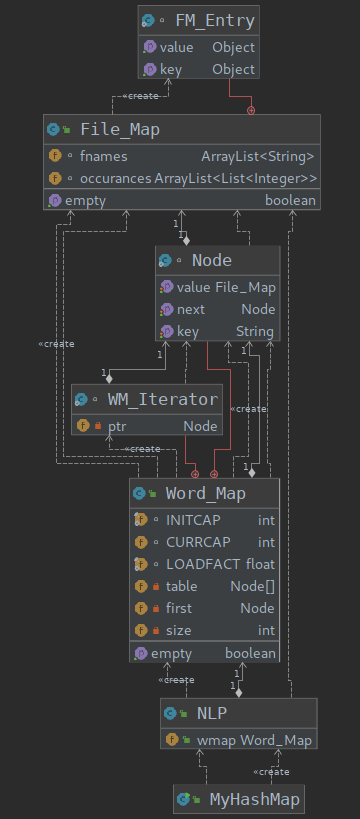 FM_Entry
value Object
key Object
«create
File_Map
fnames ArrayList<String>
occurances ArrayList<List<Integer>>
empty boolean
1
1
Node
value File_Map
next Node
key String
«create
1
1
WM_Iterator
ptr Node
«create
«create
1
1
Word_Map
INITCAP int
CURRCAP int
LOADFACT float
table Node[]
first Node
size int
empty boolean
«create
1
1
NLP
wmap Word_Map
«create
MyHashMap